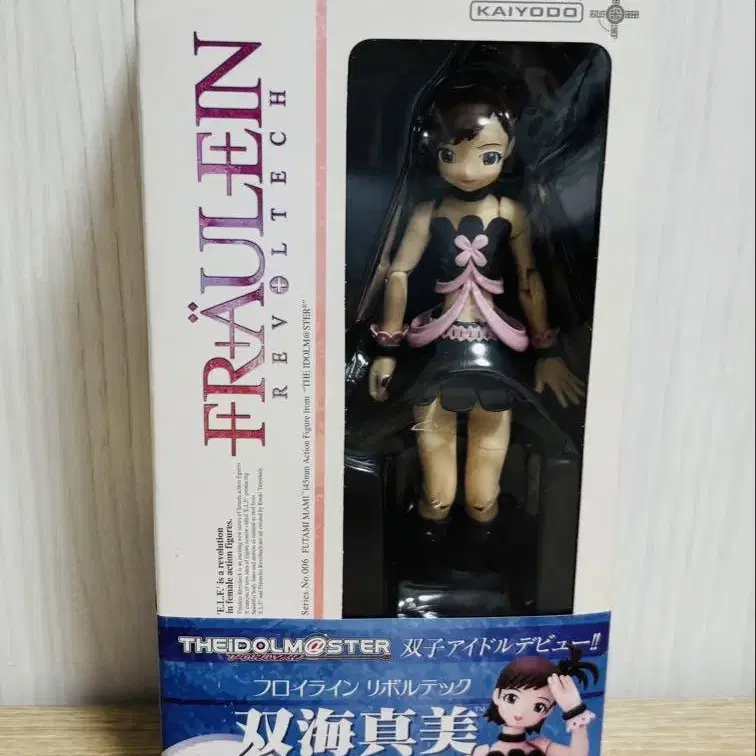 KAIYODO
FRÄULEIN
REVOLTECH
Series No.006 FUTAMI MAMI 145mm Action Figure from "THE IDOLM@STER®"
'E.L.F.' is a revolution
in female action figures.
THEIDOLM@STER
双子アイドルデビュー!!
フロイライン リボルテック
双海真美